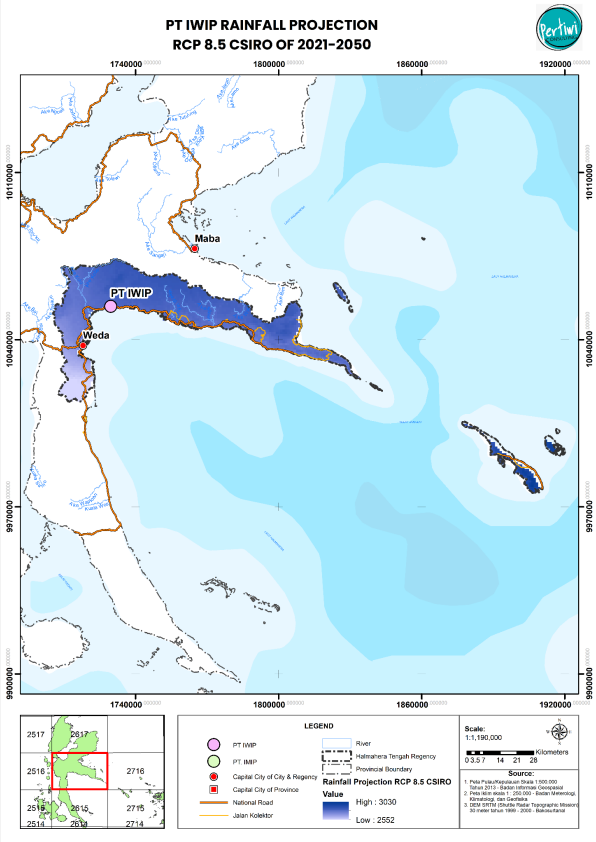 PT IWIP RAINFALL PROJECTION
RCP 8.5 CSIRO OF 2021-2050
Pertiwi
1740000
1800000
1860000
1920000
10110000
10040000
9970000
9900000
Maba
PT IWIP
Weda
1740000
1800000
1860000
1920000
2517
2617
2516
2716
2515
2615
2715
2514
2614
2714
LEGEND
PT IWIP
PT. IMIP
Capital City of City & Regency
Capital City of Province
National Road
Jalan Kolektor
River
Halmahera Tengah Regency
Provincial Boundary
Rainfall Projection RCP 8.5 CSIRO
Value
High : 3030
Low : 2552
Scale:
1:1,190,000
Kilometers
0 3.5 7 14 21 28
Source:
1. Peta Pulau/Kepulauan Skala 1:500.000
Tahun 2013 - Badan Informasi Geospasial
2. Peta Iklim skala 1 : 250.000 - Badan Meterologi,
Klimatologi, dan Geofisika
3. DEM SRTM (Shuttle Radar Topographic Mission)
30 meter tahun 1999 - 2000 - Bakosurtanal